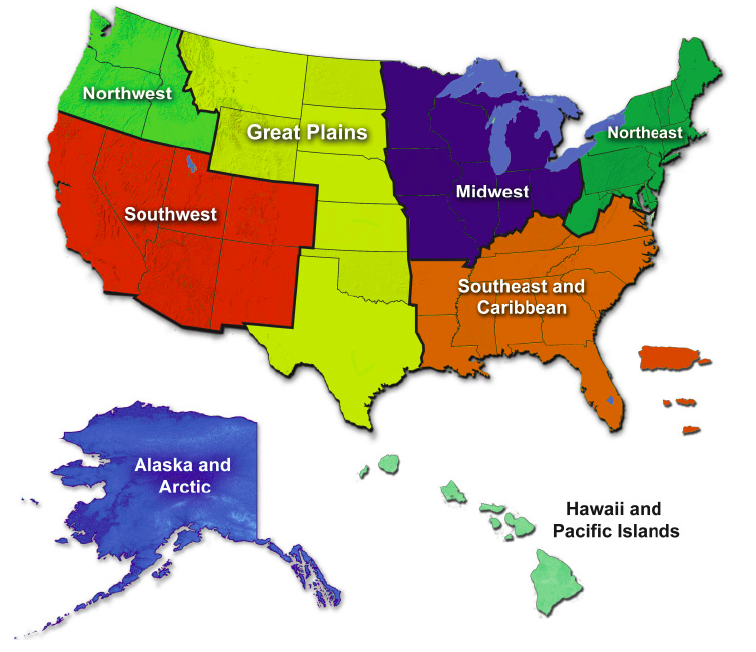 Northwest
Great Plains
Northeast
Midwest
Southwest
Southeast and
Caribbean
Alaska and
Arctic
Hawaii and
Pacific Islands